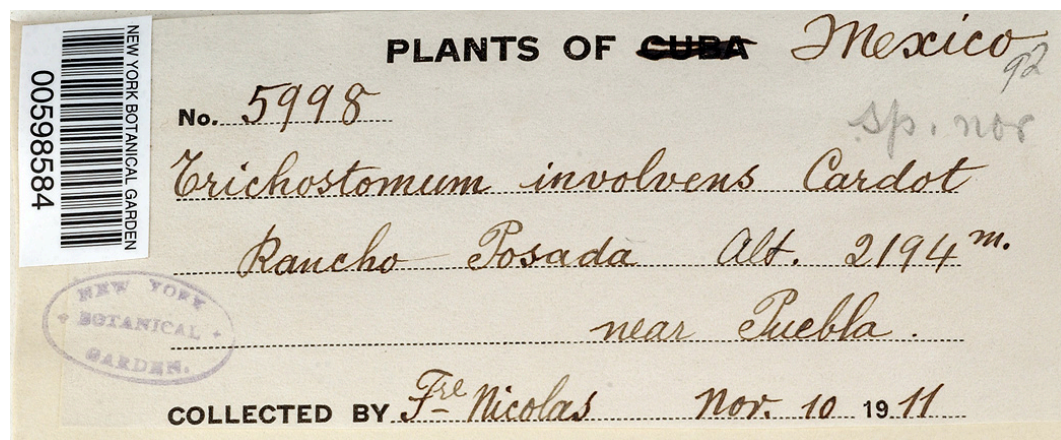 PLANTS OF CUBA Mexico
92
No. 5998
sp. nov
Trichostomum involvens Cardot
Rancho Posada Alt. 2194 m.
near Puebla.
COLLECTED BY Fre Nicolas Nov. 10 1911
NEW YORK BOTANICAL GARDEN
00598584
NEW YORK
BOTANICAL
GARDEN.